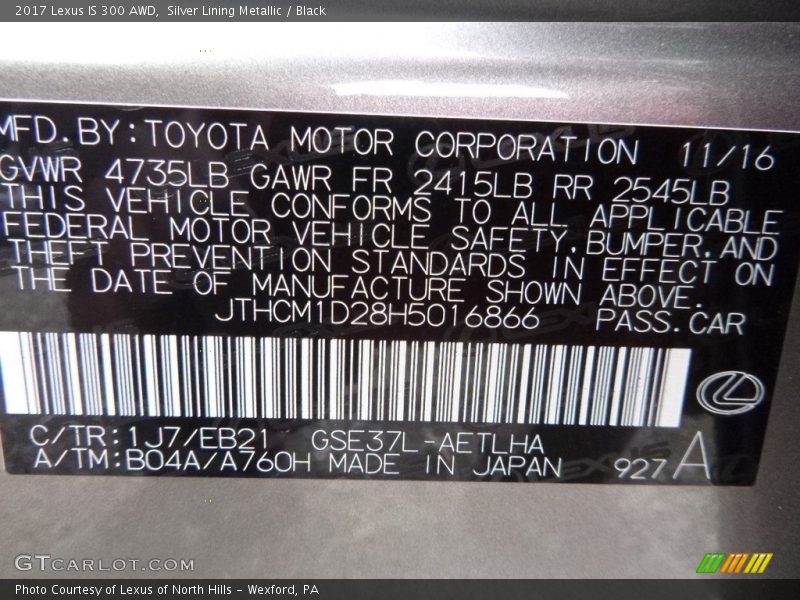 2017 Lexus IS 300 AWD,  Silver Lining Metallic / Black
MFD.BY:TOYOTA MOTOR CORPORATION 11/16
GVWR 4735LB GAWR FR 2415LB RR 2545LB
THIS VEHICLE CONFORMS TO ALL APPLICABLE
FEDERAL MOTOR VEHICLE SAFETY,BUMPER,AND
THEFT PREVENTION STANDARDS IN EFFECT ON
THE DATE OF MANUFACTURE SHOWN ABOVE.
JTHCM1D28H5016866 PASS.CAR
C/TR:1J7/EB21 GSE37L-AETLHA
A/TM:B04A/A760H MADE IN JAPAN 927 A
GTCARLOT.COM
Photo Courtesy of Lexus of North Hills - Wexford, PA